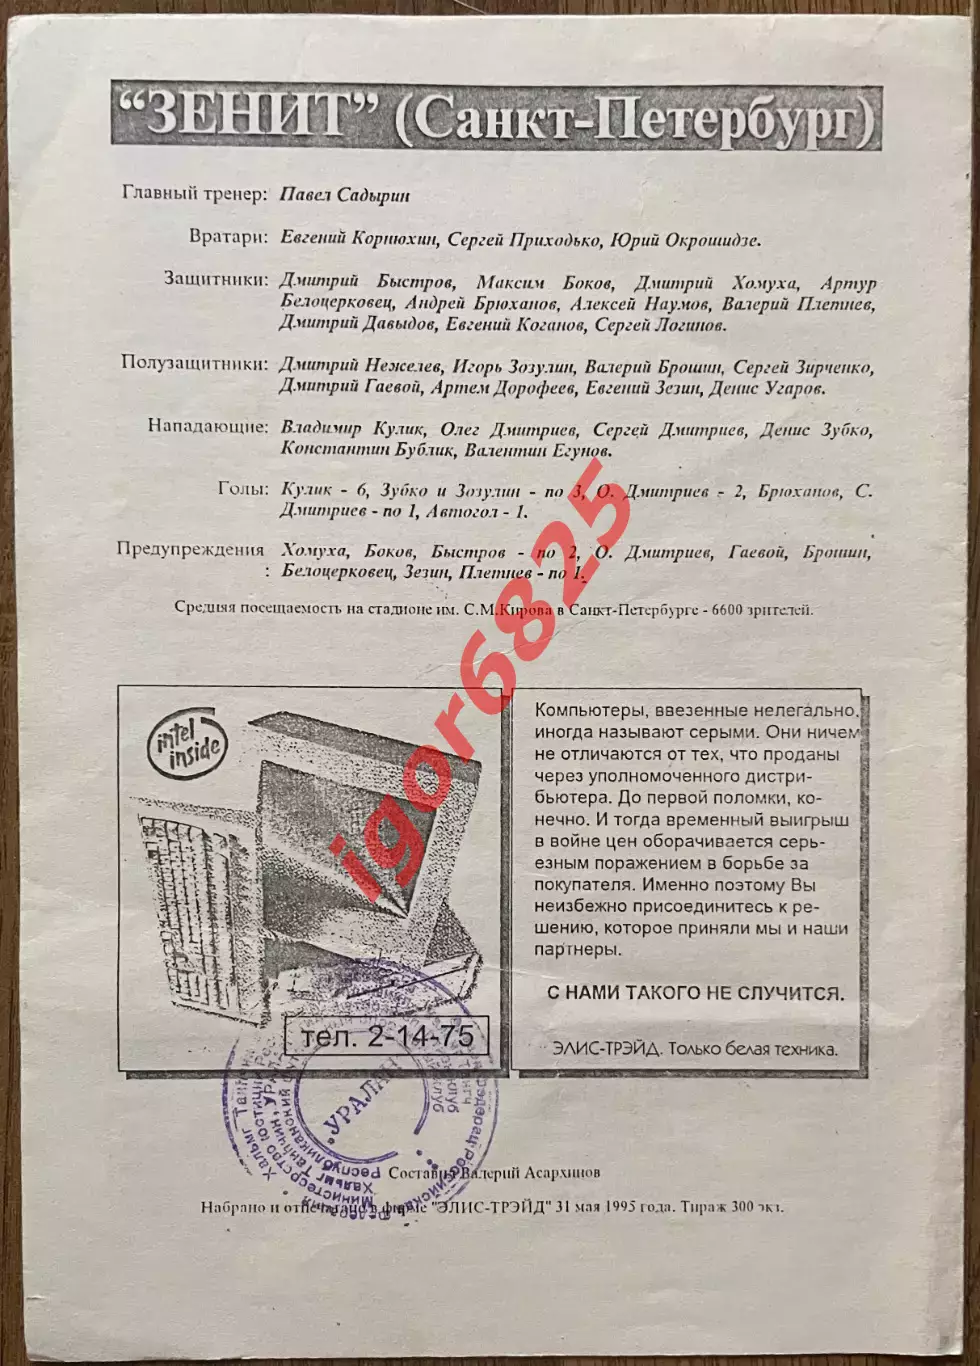 “ЗЕНИТ” (Санкт-Петербург)
Главный тренер: Павел Садырин
Вратари: Евгений Корнюхин, Сергей Приходько, Юрий Окрошидзе.
Защитники: Дмитрий Быстров, Максим Боков, Дмитрий Хомуха, Артур
Белоцерковец, Андрей Брюханов, Алексей Наумов, Валерий Плетнев,
Дмитрий Давыдов, Евгений Коганов, Сергей Логинов.
Полузащитники: Дмитрий Нежелев, Игорь Зозулин, Валерий Брошин, Сергей Зирченко,
Дмитрий Гаевой, Артем Дорофеев, Евгений Зезин, Денис Угаров.
Нападающие: Владимир Кулик, Олег Дмитриев, Сергей Дмитриев, Денис Зубко,
Константин Бублик, Валентин Егунов.
Голы: Кулик - 6, Зубко и Зозулин - по 3, О. Дмитриев - 2, Брюханов, С.
Дмитриев - по 1, Автогол - 1.
Предупреждения Хомуха, Боков, Быстров - по 2, О. Дмитриев, Гаевой, Брошин,
: Белоцерковец, Зезин, Плетнев - по 1.
Средняя посещаемость на стадионе им. С.М.Кирова в Санкт-Петербурге - 6600 зрителей.
igor6825
intel
inside
тел. 2-14-75
Компьютеры, ввезенные нелегально,
иногда называют серыми. Они ничем
не отличаются от тех, что проданы
через уполномоченного дистри-
бьютера. До первой поломки, ко-
нечно. И тогда временный выигрыш
в войне цен оборачивается серь-
езным поражением в борьбе за
покупателя. Именно поэтому Вы
неизбежно присоединитесь к ре-
шению, которое приняли мы и наши
партнеры.
С НАМИ ТАКОГО НЕ СЛУЧИТСЯ.
ЭЛИС-ТРЭЙД. Только белая техника.
"УРАЛАН"
Составил Валерий Асархинов
Набрано и отпечатано в фирме "ЭЛИС-ТРЭЙД" 31 мая 1995 года. Тираж 300 экз.